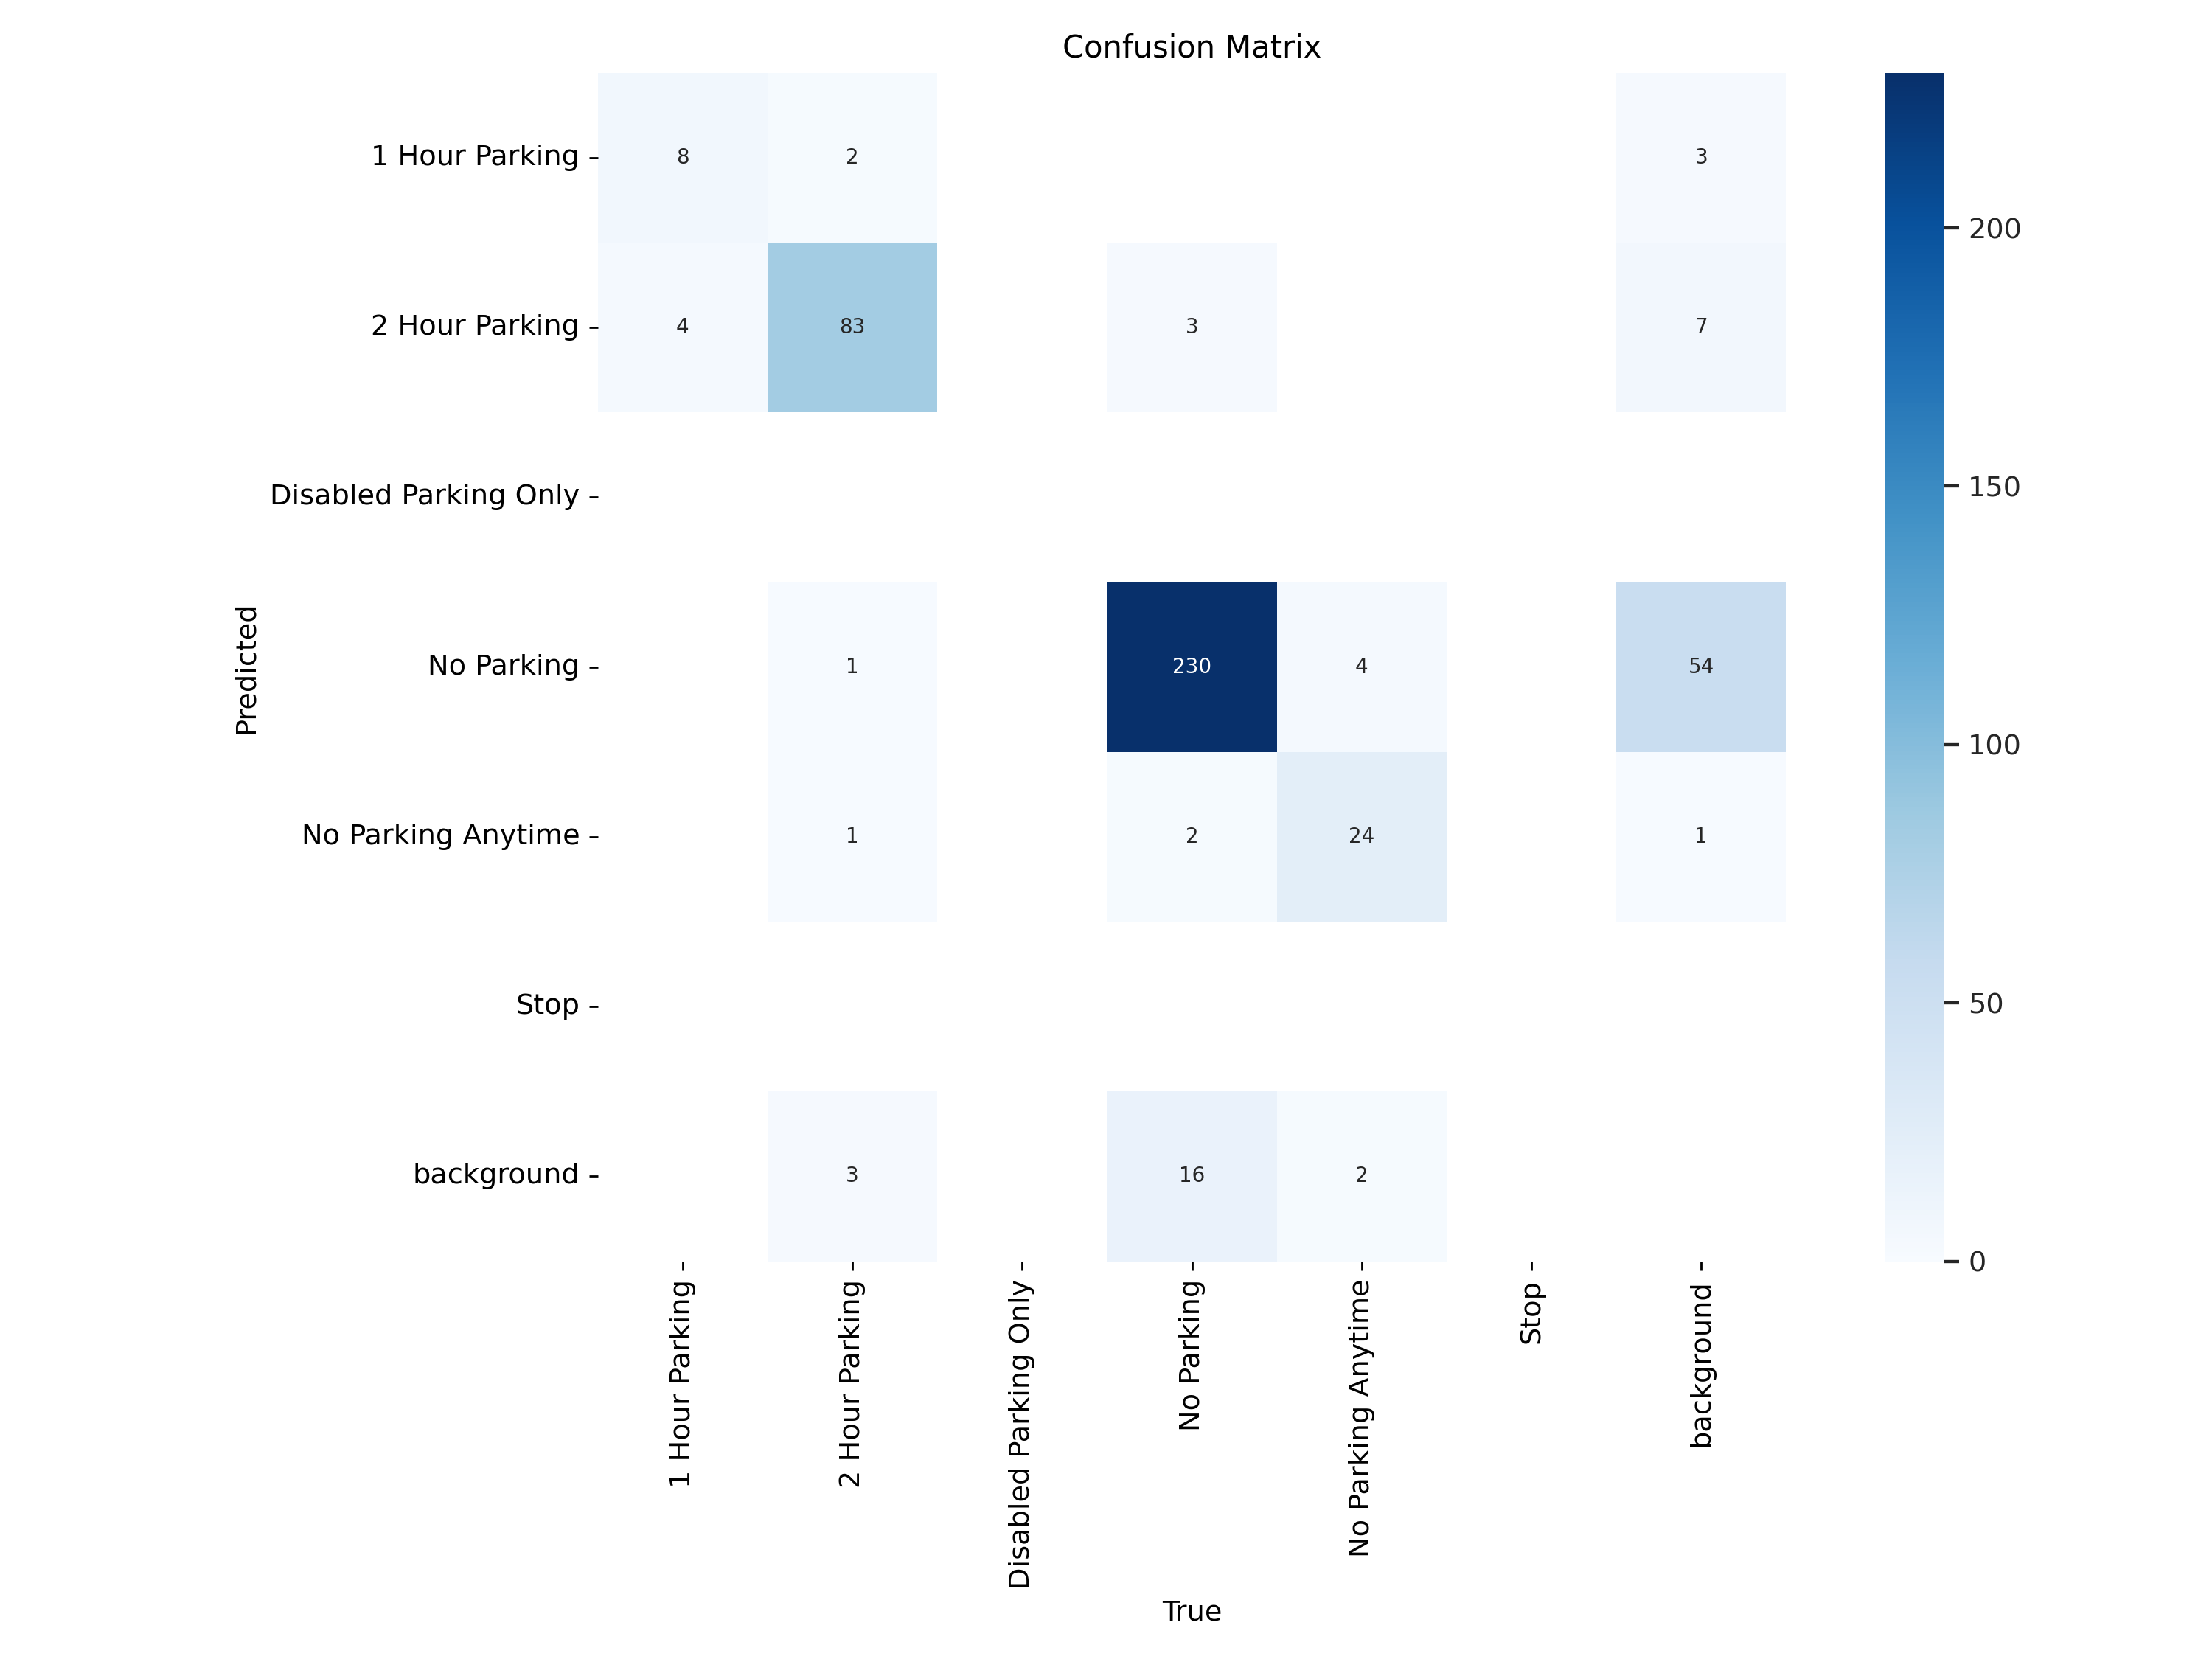 Confusion Matrix
1 Hour Parking
8 2 3
2 Hour Parking
4 83 3 7
Disabled Parking Only
No Parking
1 230 4 54
No Parking Anytime
1 2 24 1
Stop
background
3 16 2
Predicted
1 Hour Parking
2 Hour Parking
Disabled Parking Only
No Parking
No Parking Anytime
Stop
background
True
200
150
100
50
0